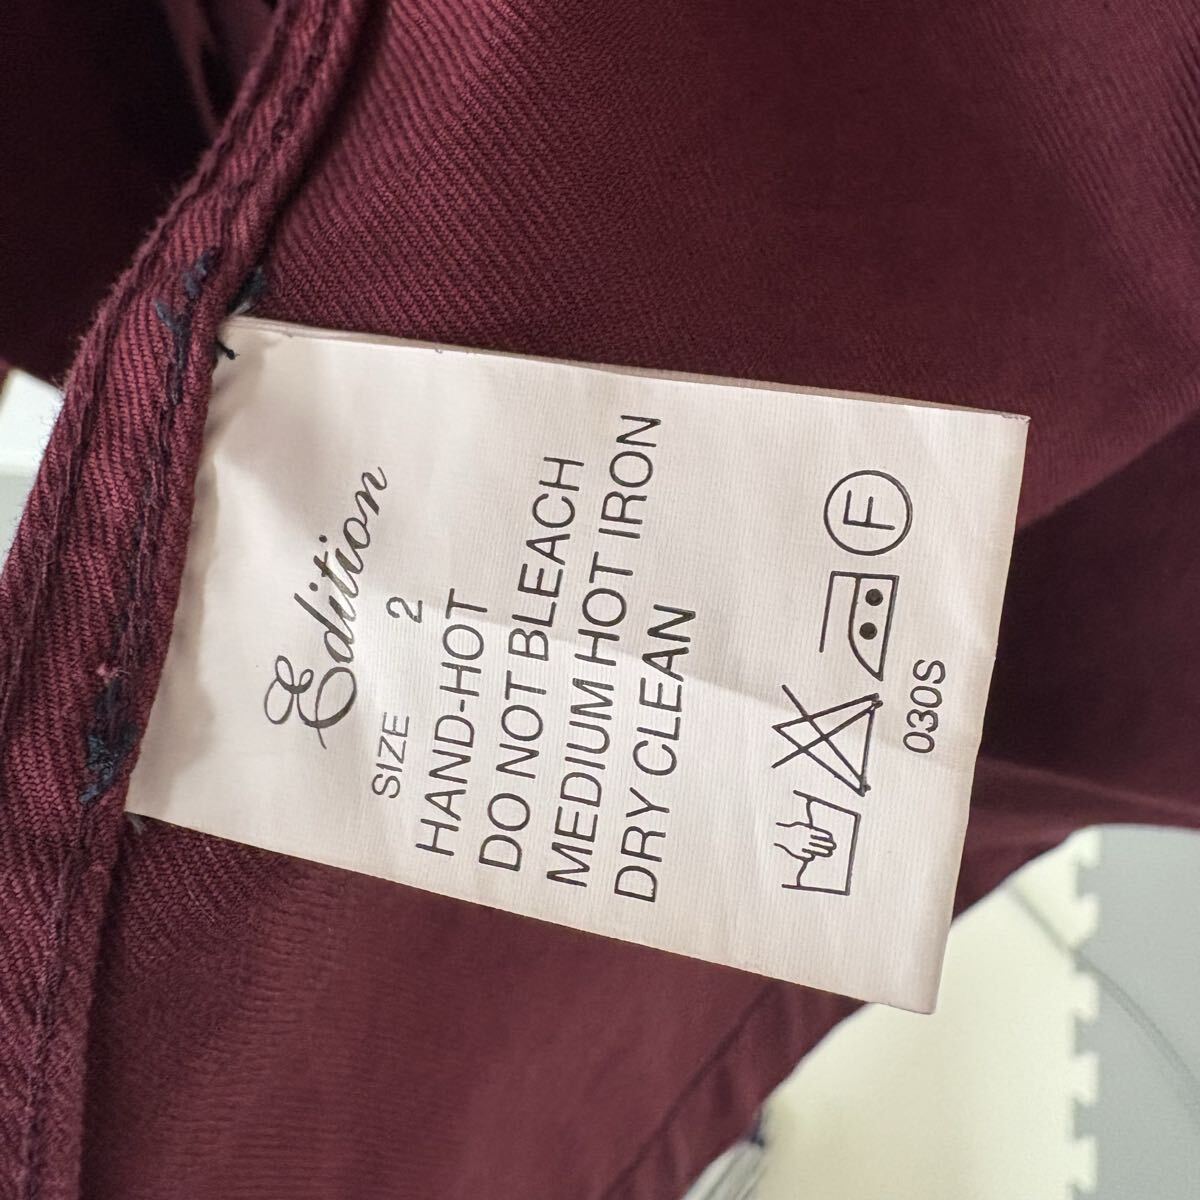 Edition
SIZE 2
HAND-HOT
DO NOT BLEACH
MEDIUM HOT IRON
DRY CLEAN
F
030S